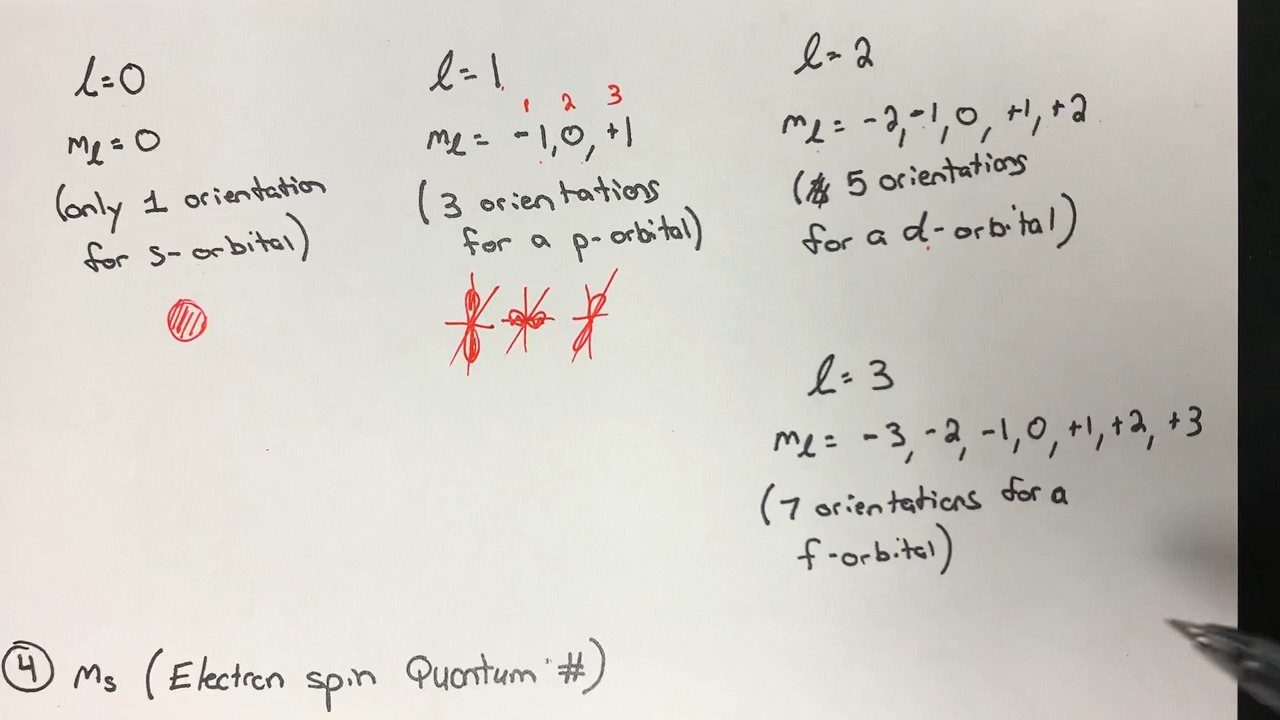 l=0
mₗ=0
(only 1 orientation
for s-orbital)
l=1
1 2 3
mₗ= -1,0,+1
(3 orientations
for a p-orbital)
l=2
mₗ= -2,-1,0,+1,+2
(5 orientations
for a d-orbital)
l=3
mₗ= -3,-2,-1,0,+1,+2,+3
(7 orientations for a
f-orbital)
④ mₛ (Electron spin Quantum #)